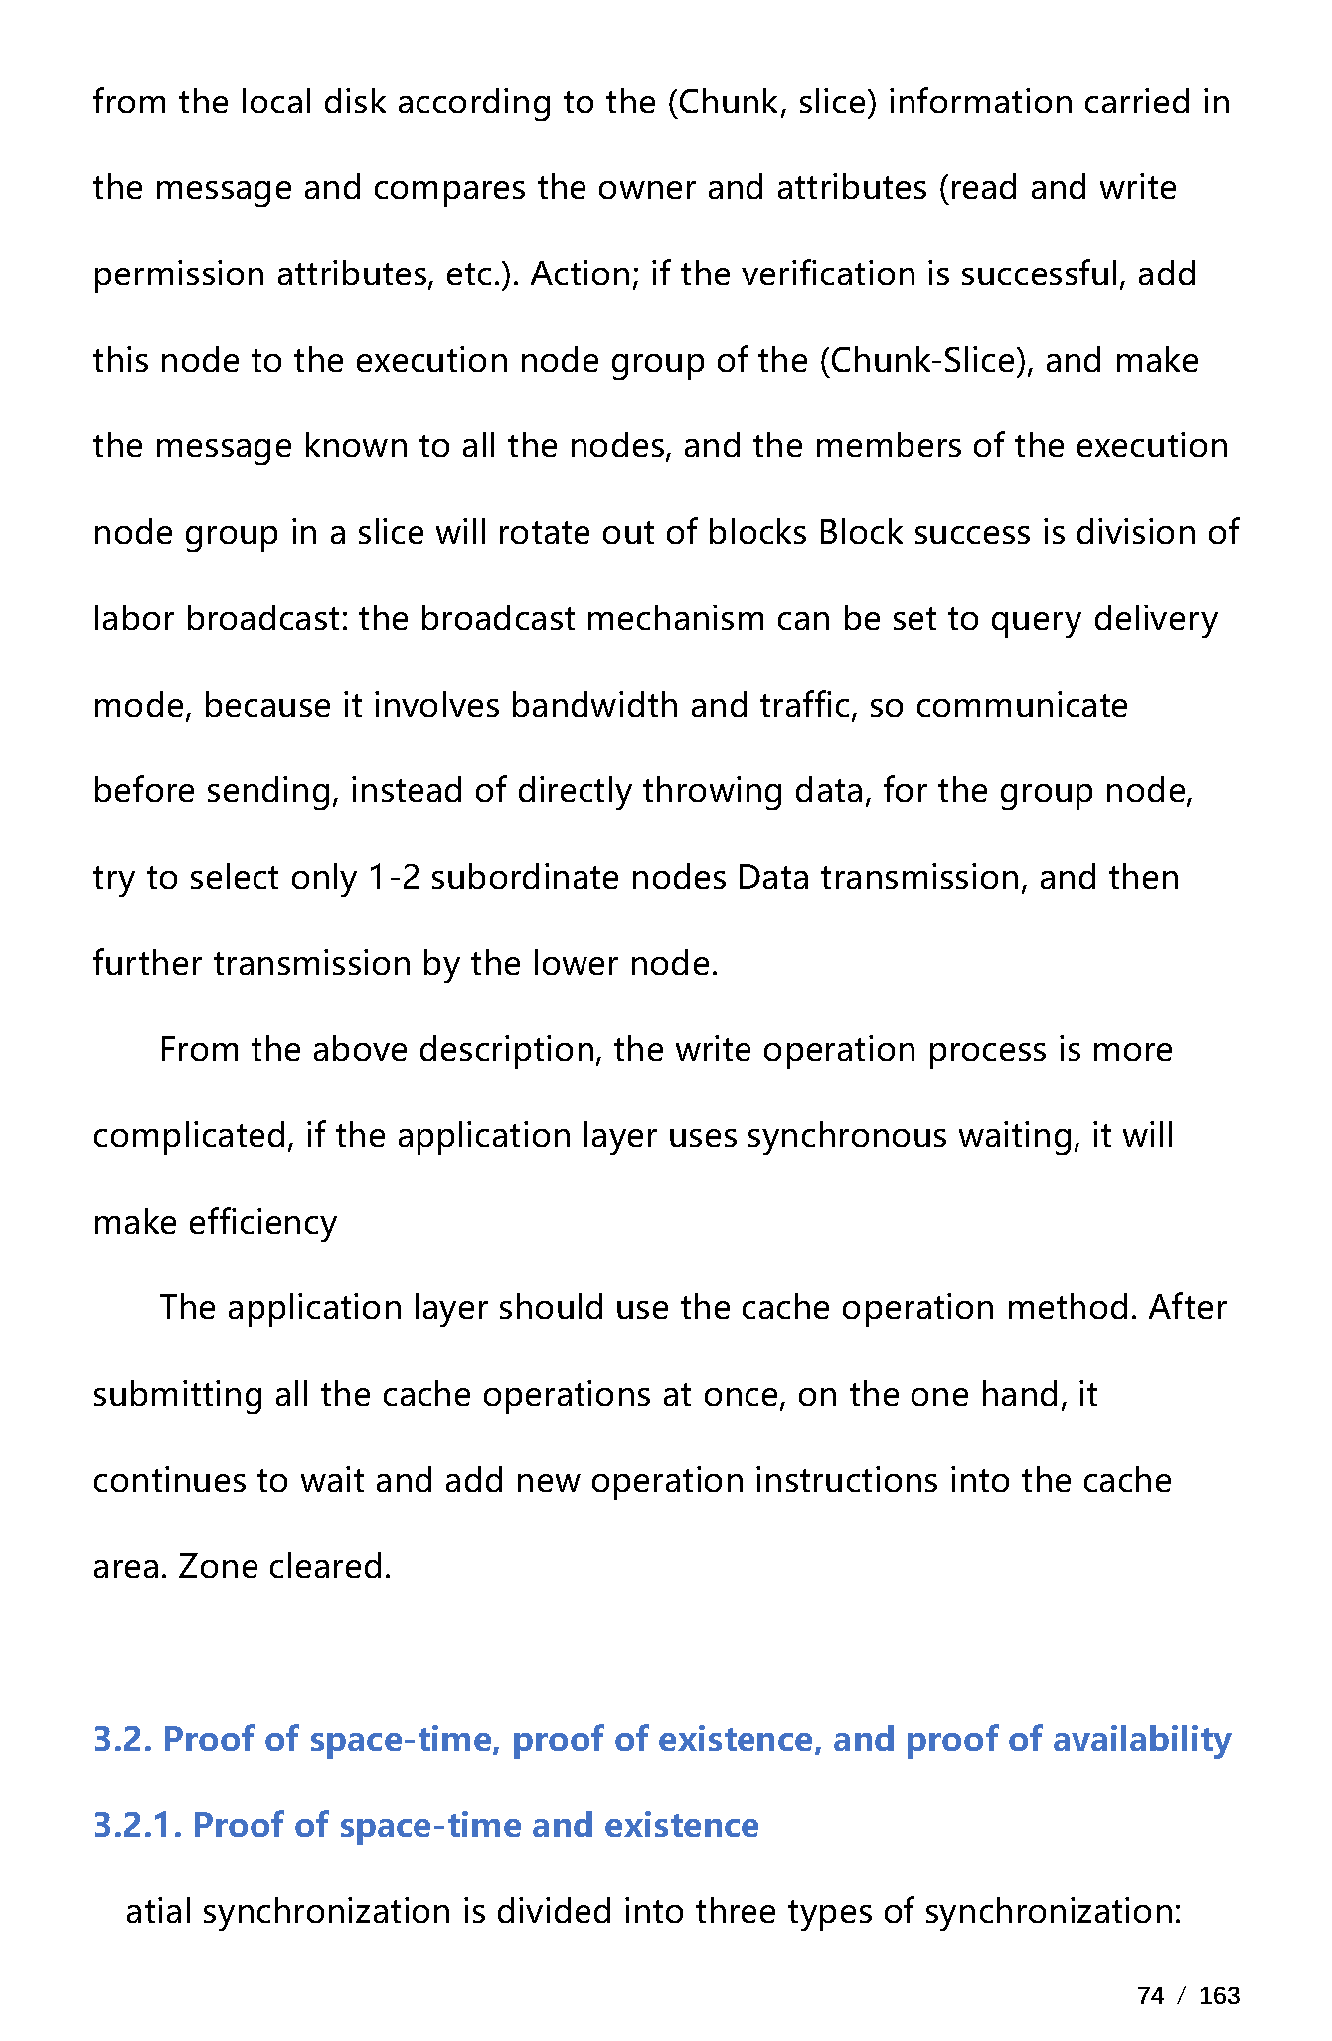 from the local disk according to the (Chunk, slice) information carried in
the message and compares the owner and attributes (read and write
permission attributes, etc.). Action; if the verification is successful, add
this node to the execution node group of the (Chunk-Slice), and make
the message known to all the nodes, and the members of the execution
node group in a slice will rotate out of blocks Block success is division of
labor broadcast: the broadcast mechanism can be set to query delivery
mode, because it involves bandwidth and traffic, so communicate
before sending, instead of directly throwing data, for the group node,
try to select only 1-2 subordinate nodes Data transmission, and then
further transmission by the lower node.
From the above description, the write operation process is more
complicated, if the application layer uses synchronous waiting, it will
make efficiency
The application layer should use the cache operation method. After
submitting all the cache operations at once, on the one hand, it
continues to wait and add new operation instructions into the cache
area. Zone cleared.
3.2. Proof of space-time, proof of existence, and proof of availability
3.2.1. Proof of space-time and existence
atial synchronization is divided into three types of synchronization:
74 / 163